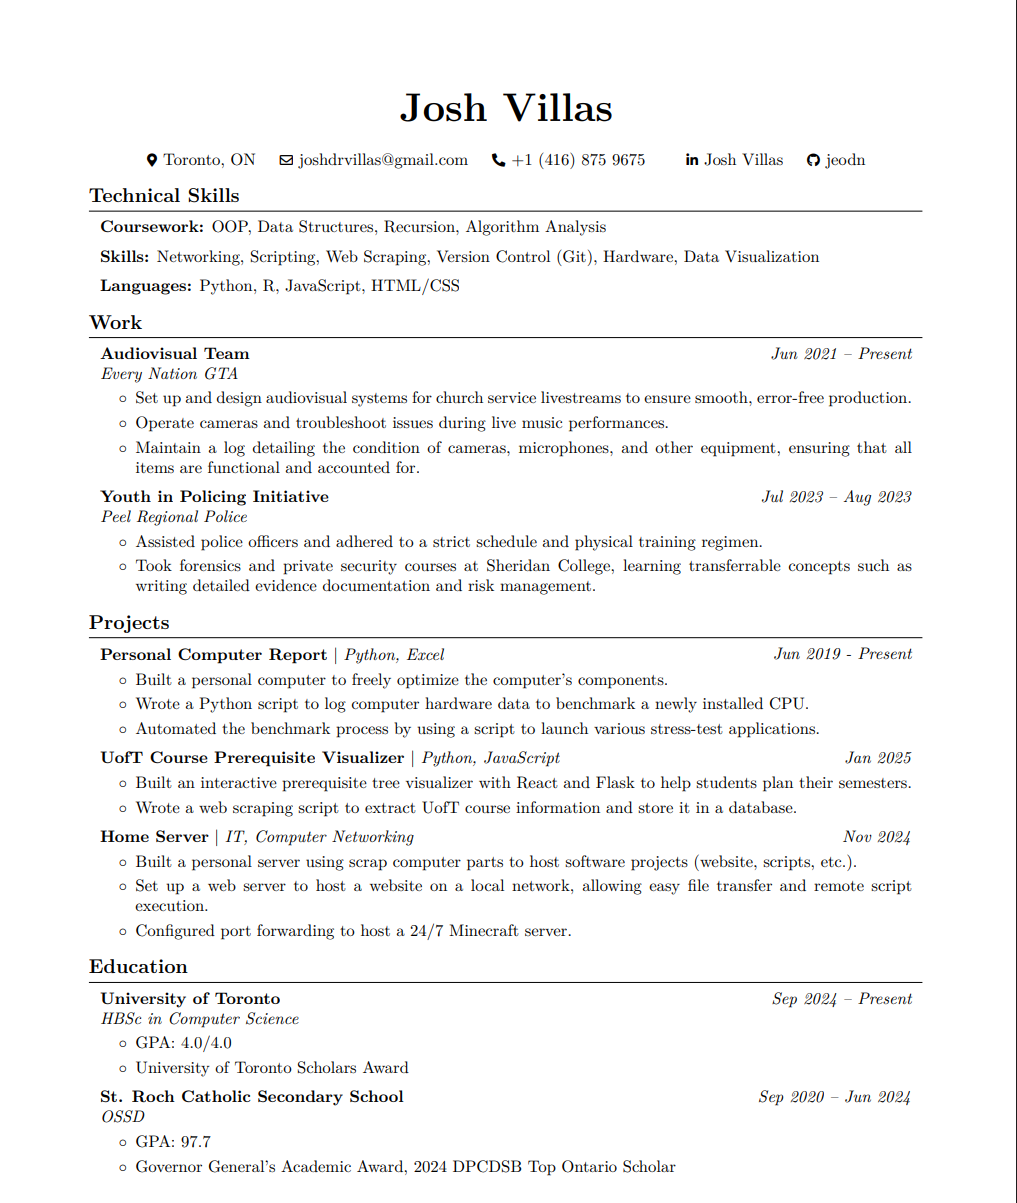 Josh Villas
Toronto, ON joshdrvillas@gmail.com +1 (416) 875 9675 Josh Villas jeodn
Technical Skills
Coursework: OOP, Data Structures, Recursion, Algorithm Analysis
Skills: Networking, Scripting, Web Scraping, Version Control (Git), Hardware, Data Visualization
Languages: Python, R, JavaScript, HTML/CSS
Work
Audiovisual Team Jun 2021 – Present
Every Nation GTA
◦ Set up and design audiovisual systems for church service livestreams to ensure smooth, error-free production.
◦ Operate cameras and troubleshoot issues during live music performances.
◦ Maintain a log detailing the condition of cameras, microphones, and other equipment, ensuring that all
items are functional and accounted for.
Youth in Policing Initiative Jul 2023 – Aug 2023
Peel Regional Police
◦ Assisted police officers and adhered to a strict schedule and physical training regimen.
◦ Took forensics and private security courses at Sheridan College, learning transferrable concepts such as
writing detailed evidence documentation and risk management.
Projects
Personal Computer Report | Python, Excel Jun 2019 - Present
◦ Built a personal computer to freely optimize the computer's components.
◦ Wrote a Python script to log computer hardware data to benchmark a newly installed CPU.
◦ Automated the benchmark process by using a script to launch various stress-test applications.
UofT Course Prerequisite Visualizer | Python, JavaScript Jan 2025
◦ Built an interactive prerequisite tree visualizer with React and Flask to help students plan their semesters.
◦ Wrote a web scraping script to extract UofT course information and store it in a database.
Home Server | IT, Computer Networking Nov 2024
◦ Built a personal server using scrap computer parts to host software projects (website, scripts, etc.).
◦ Set up a web server to host a website on a local network, allowing easy file transfer and remote script
execution.
◦ Configured port forwarding to host a 24/7 Minecraft server.
Education
University of Toronto Sep 2024 – Present
HBSc in Computer Science
◦ GPA: 4.0/4.0
◦ University of Toronto Scholars Award
St. Roch Catholic Secondary School Sep 2020 – Jun 2024
OSSD
◦ GPA: 97.7
◦ Governor General's Academic Award, 2024 DPCDSB Top Ontario Scholar